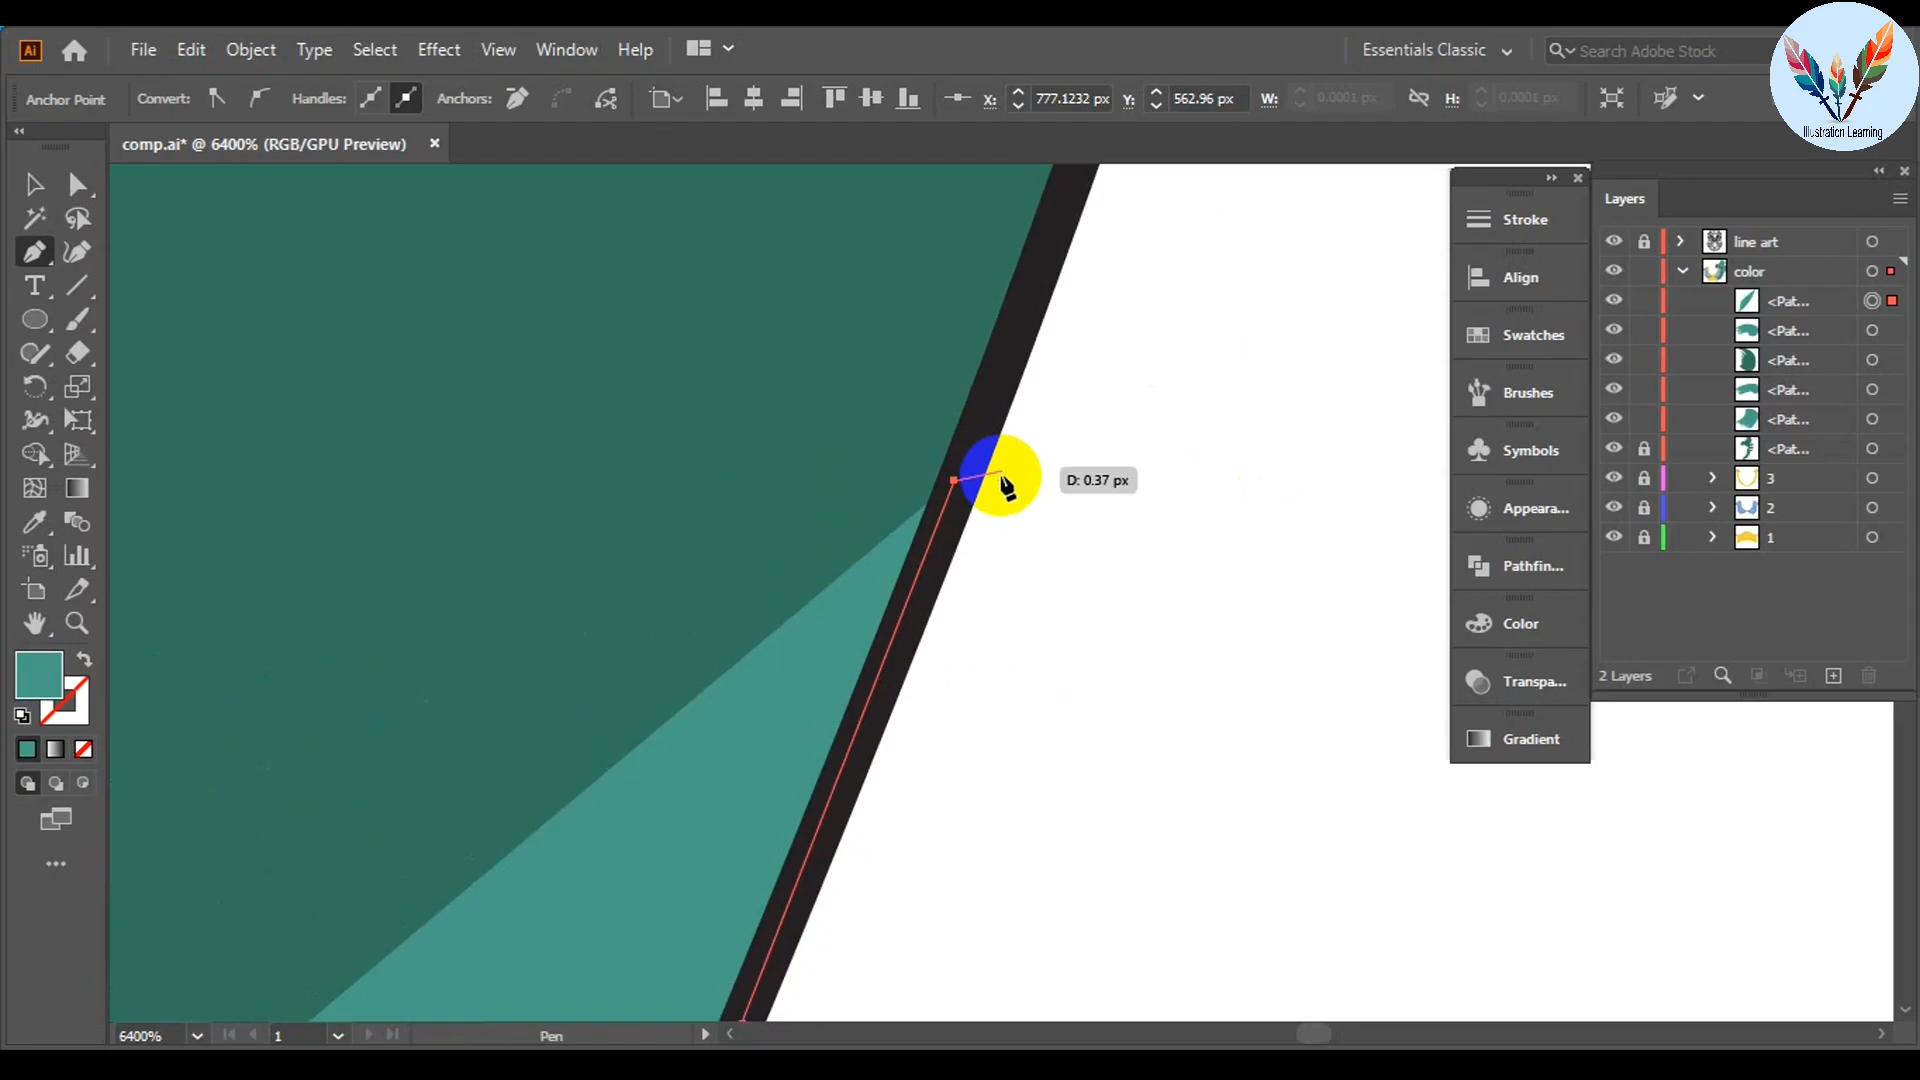 Ai File Edit Object Type Select Effect View Window Help Essentials Classic Search Adobe Stock
Illustration Learning
Anchor Point Convert: Handles: Anchors: X: 777.1232 px Y: 562.96 px W: 0.0001 px H: 0.0001 px
comp.ai* @ 6400% (RGB/GPU Preview)
Layers
Stroke
Align
Swatches
Brushes
Symbols
Appeara...
Pathfin...
Color
Transpa...
Gradient
line art
color
<Pat...
<Pat...
<Pat...
<Pat...
<Pat...
<Pat...
3
2
1
2 Layers
D: 0.37 px
6400% 1 Pen